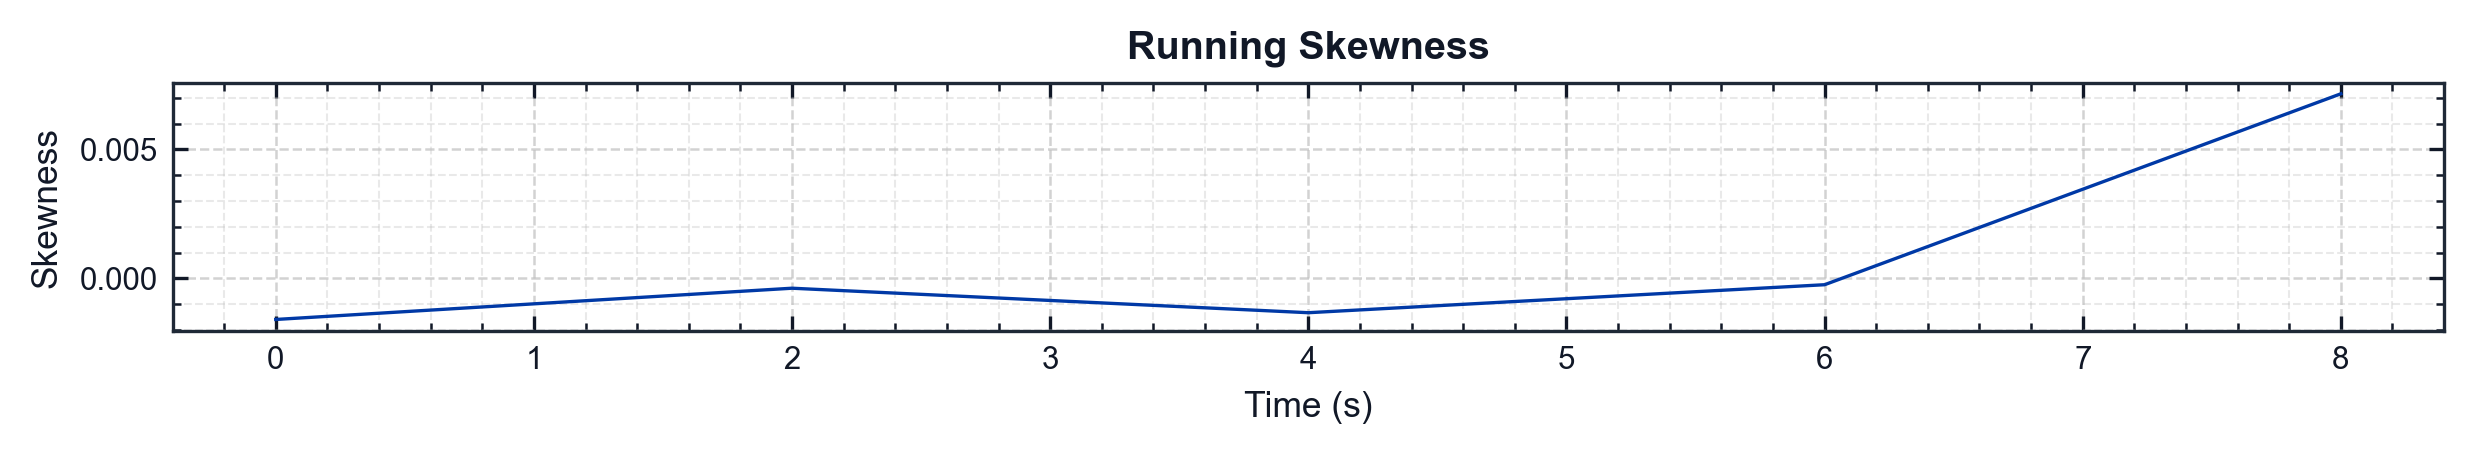 Running Skewness
Skewness
0.005
0.000
0 1 2 3 4 5 6 7 8
Time (s)